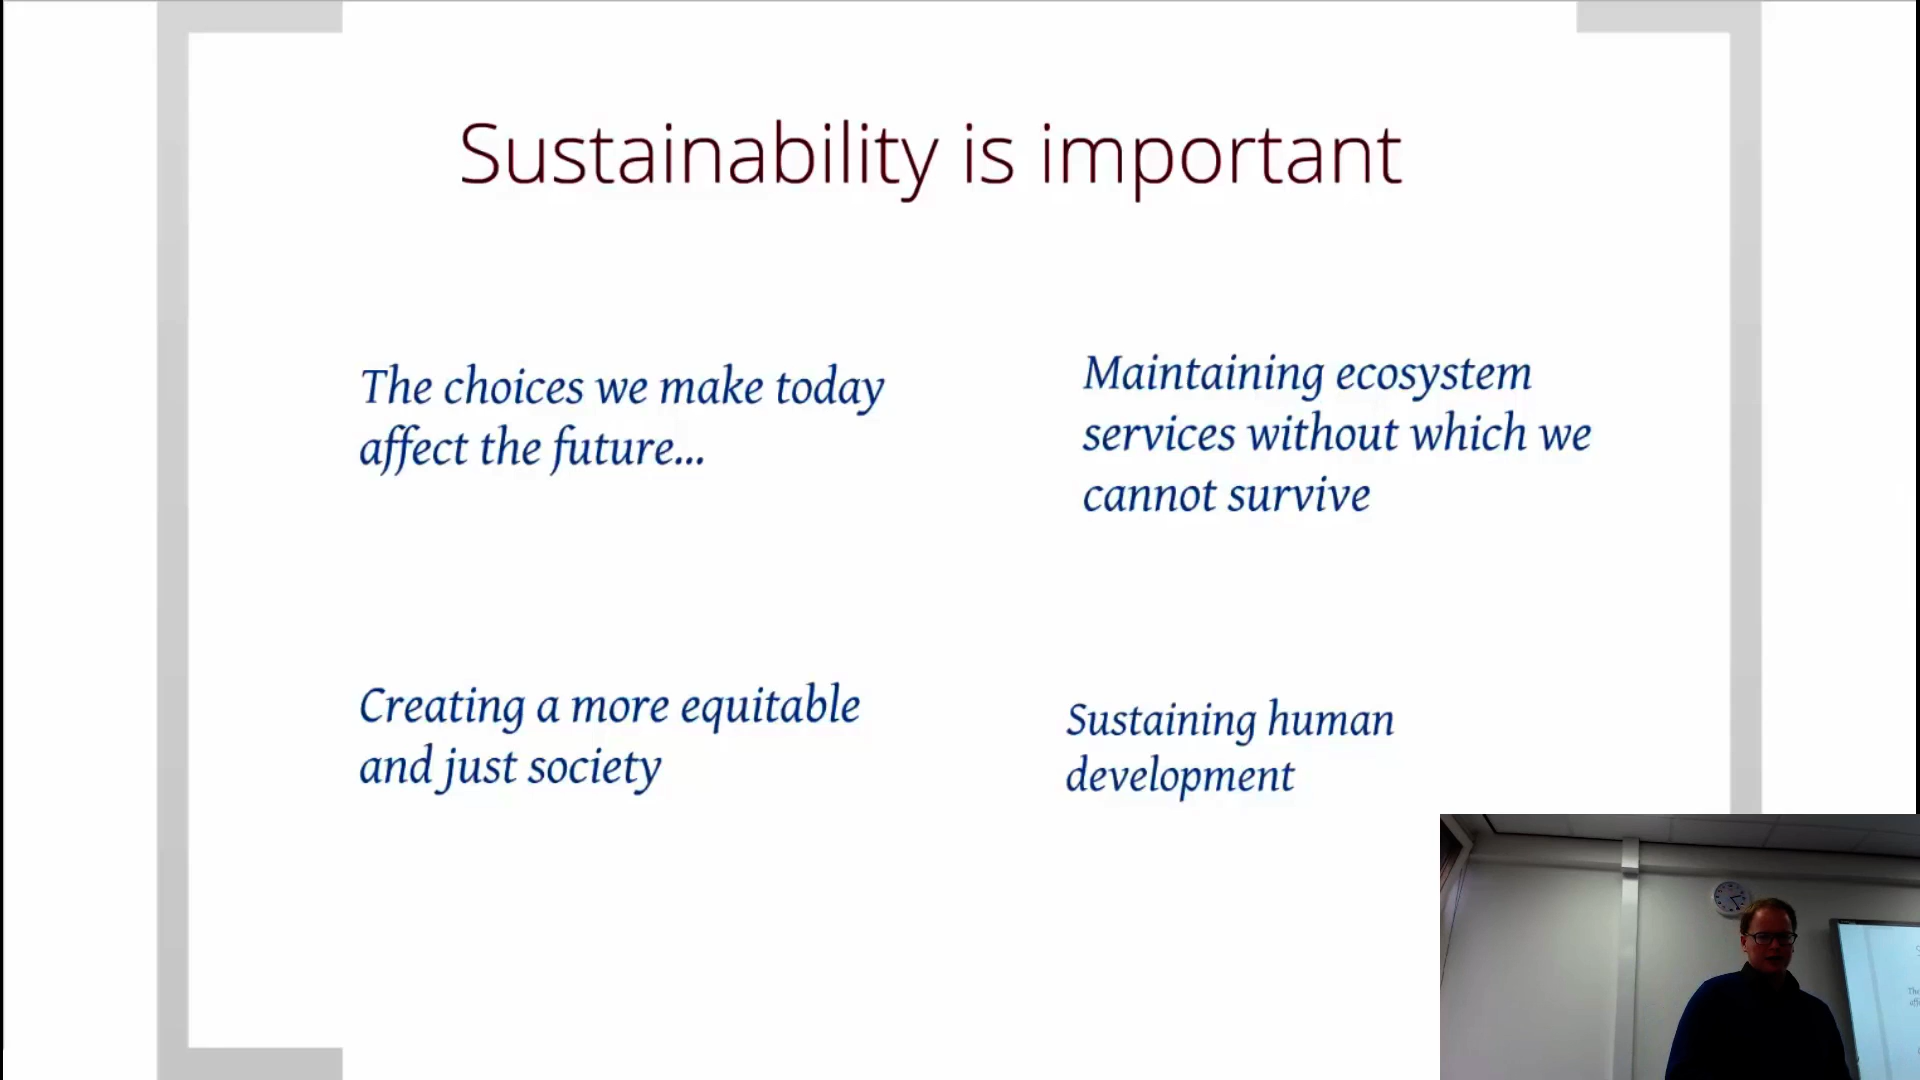 Sustainability is important
The choices we make today
affect the future...
Maintaining ecosystem
services without which we
cannot survive
Creating a more equitable
and just society
Sustaining human
development